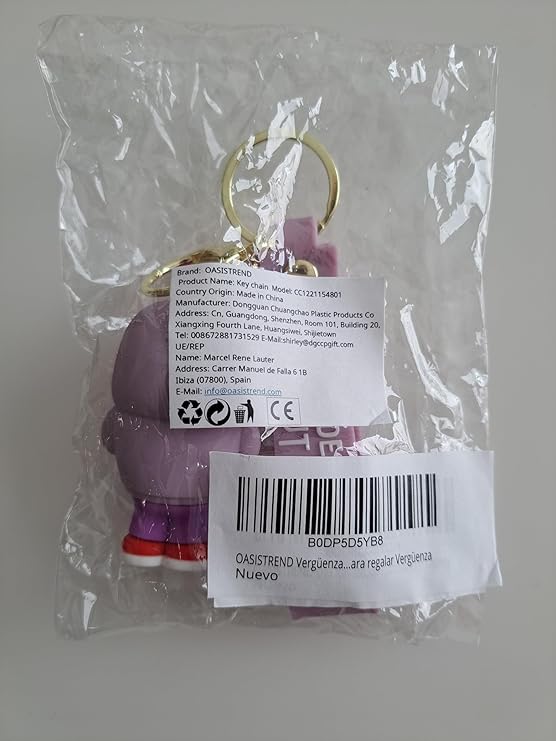 Brand: OASISTREND
Product Name: Key chain Model: CC1221154801
Country Origin: Made in China
Manufacturer: Dongguan Chuangchao Plastic Products Co
Address: Cn, Guangdong, Shenzhen, Room 101, Building 20,
Xiangxing Fourth Lane, Huangsiwei, Shijietown
Tel: 008672881731529 E-Mail:shirley@dgccpgift.com
UE/REP
Name: Marcel Rene Lauter
Address: Carrer Manuel de Falla 6 1B
Ibiza (07800), Spain
E-Mail: info@oasistrend.com
CE
B0DP5D5YB8
OASISTREND Vergüenza...ara regalar Vergüenza
Nuevo